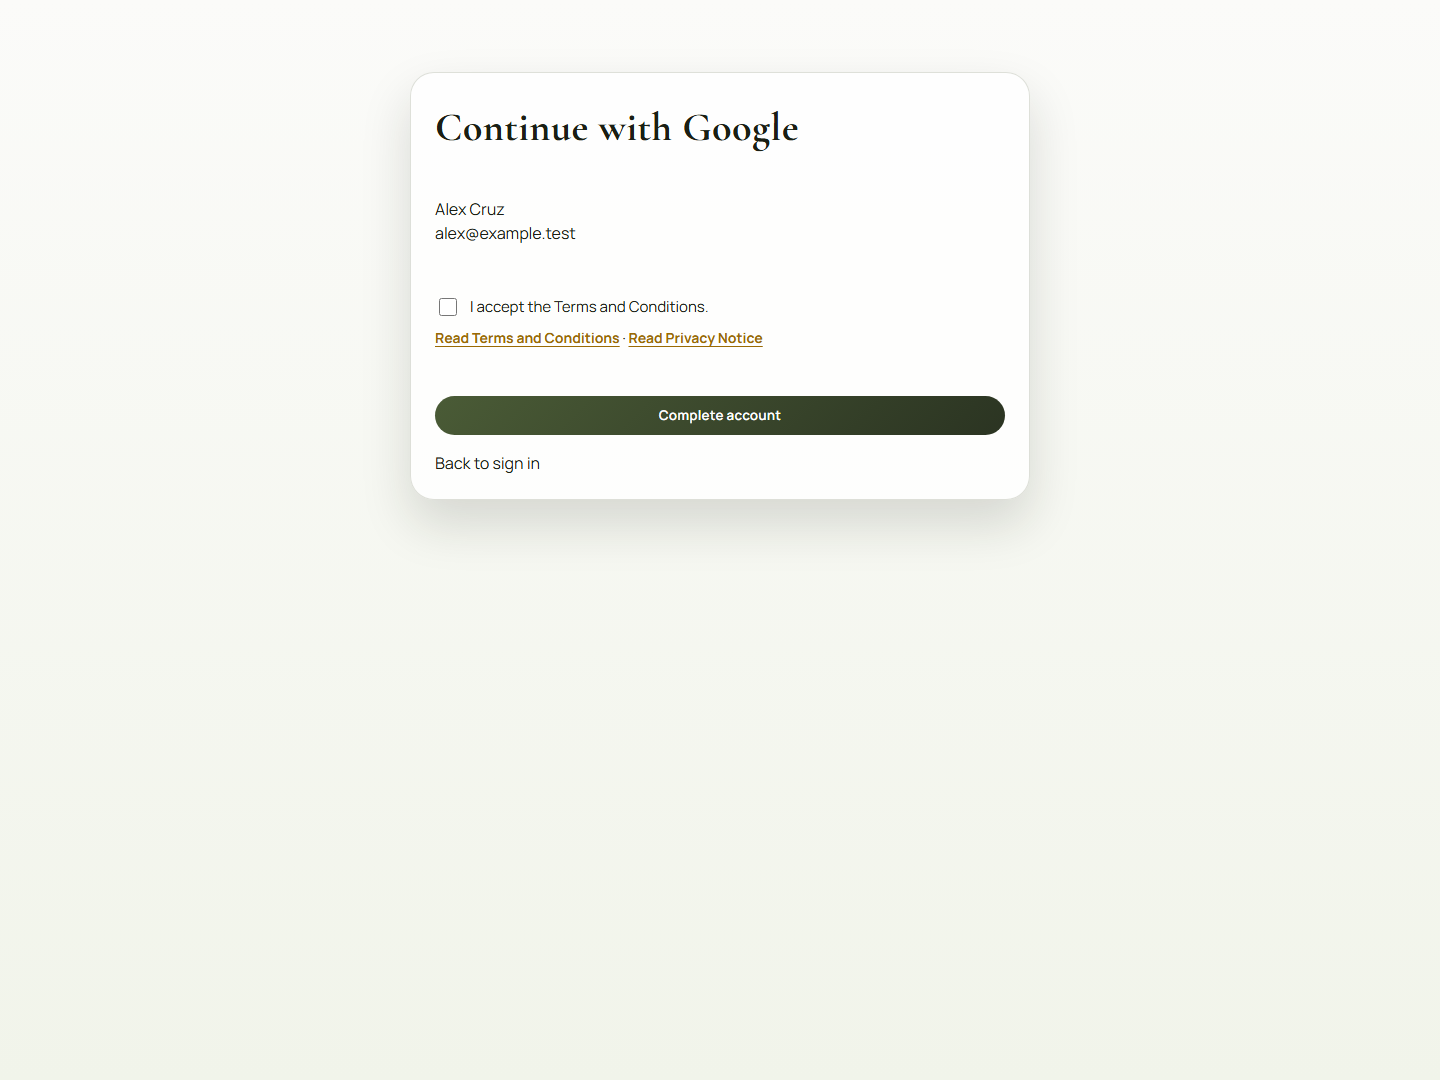 Continue with Google
Alex Cruz
alex@example.test
I accept the Terms and Conditions.
Read Terms and Conditions · Read Privacy Notice
Complete account
Back to sign in